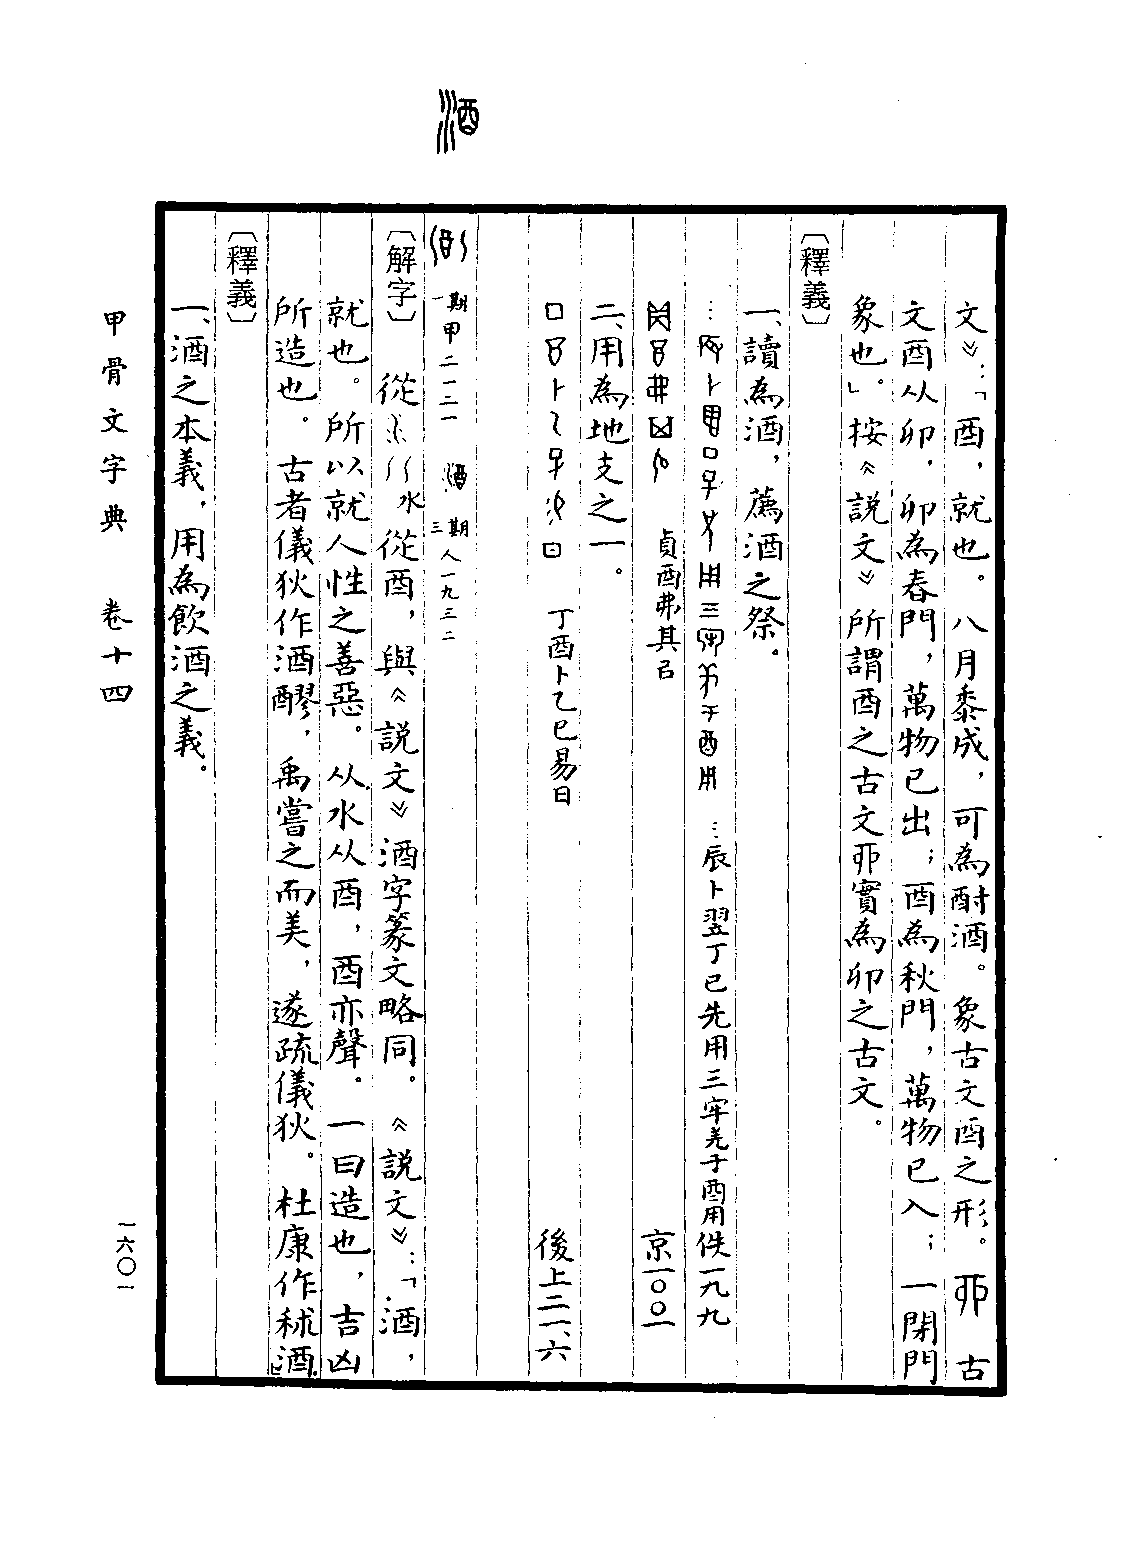 酒
文》：「酉，就也。八月黍成，可為酎酒。象古文酉之形。丣 古
文酉从卯，卯為春門，萬物已出；酉為秋門，萬物已入；一閉門
象也」。按《說文》所謂酉之古文丣實為卯之古文。
〔釋義〕
一、讀為酒，薦酒之祭。
…辰卜翌丁巳先用三牢羌于酉用 佚一九九
貞酉弗其㠯 京一〇〇一
二、用為地支之一。
丁酉卜乙巳易日 後上二一、六
一期甲二一二一 三期人一九三二
〔解字〕 從水從酉，與《說文》酒字篆文略同。《說文》：「酒，
就也。所以就人性之善惡。从水从酉，酉亦聲。一曰造也，吉凶
所造也。古者儀狄作酒醪，禹嘗之而美，遂疏儀狄。杜康作秫酒。」
〔釋義〕
一、酒之本義，用為飲酒之義。
甲骨文字典 卷十四
一六〇一